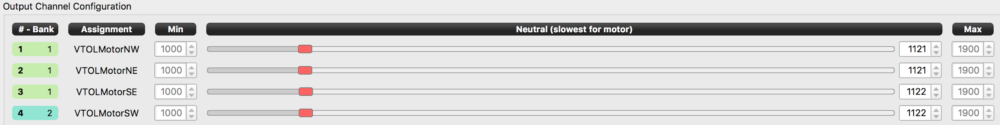 Output Channel Configuration
# - Bank Assignment Min Neutral (slowest for motor) Max
1 1 VTOLMotorNW 1000 1121 1900
2 1 VTOLMotorNE 1000 1121 1900
3 1 VTOLMotorSE 1000 1122 1900
4 2 VTOLMotorSW 1000 1122 1900